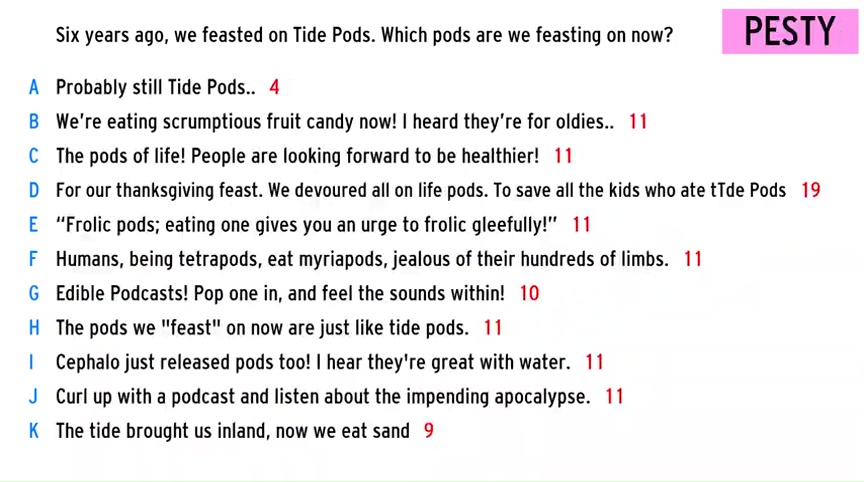 Six years ago, we feasted on Tide Pods. Which pods are we feasting on now?
PESTY
A Probably still Tide Pods.. 4
B We're eating scrumptious fruit candy now! I heard they're for oldies.. 11
C The pods of life! People are looking forward to be healthier! 11
D For our thanksgiving feast. We devoured all on life pods. To save all the kids who ate tTde Pods 19
E "Frolic pods; eating one gives you an urge to frolic gleefully!" 11
F Humans, being tetrapods, eat myriapods, jealous of their hundreds of limbs. 11
G Edible Podcasts! Pop one in, and feel the sounds within! 10
H The pods we "feast" on now are just like tide pods. 11
I Cephalo just released pods too! I hear they're great with water. 11
J Curl up with a podcast and listen about the impending apocalypse. 11
K The tide brought us inland, now we eat sand 9